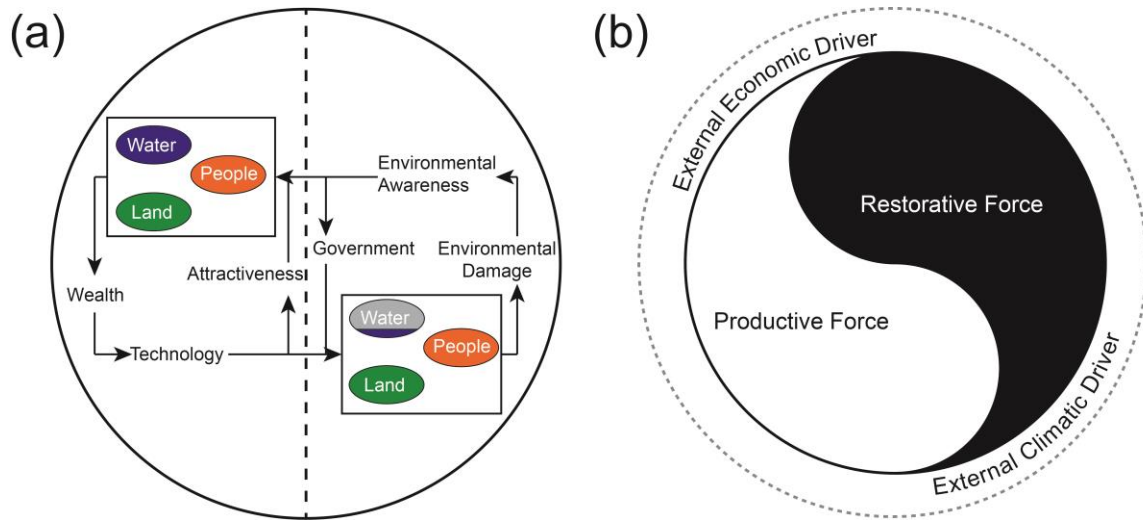 (a)
Water
People
Land
Environmental
Awareness
Government
Environmental
Damage
Attractiveness
Wealth
Technology
Water
People
Land
(b)
External Economic Driver
Restorative Force
Productive Force
External Climatic Driver